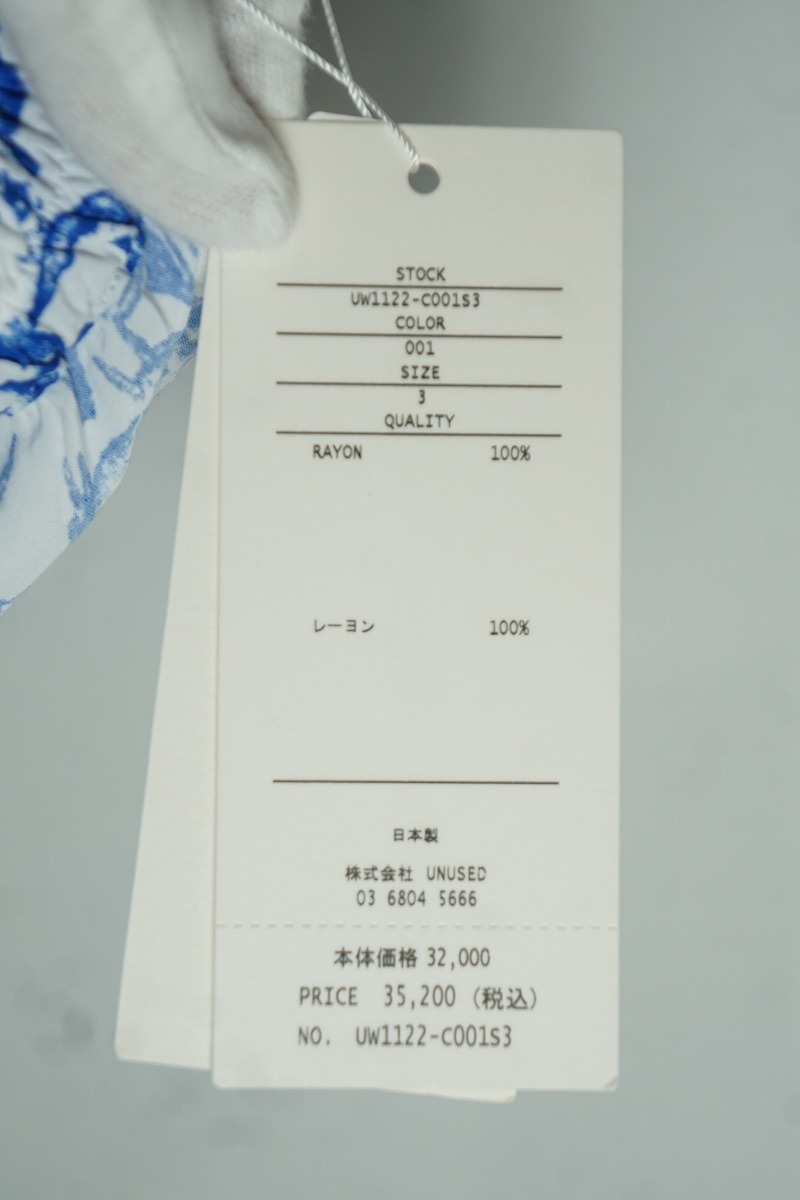 STOCK
UW1122-C001S3
COLOR
001
SIZE
3
QUALITY
RAYON 100%
レーヨン 100%
日本製
株式会社 UNUSED
03 6804 5666
本体価格 32,000
PRICE 35,200 (税込)
NO. UW1122-C001S3